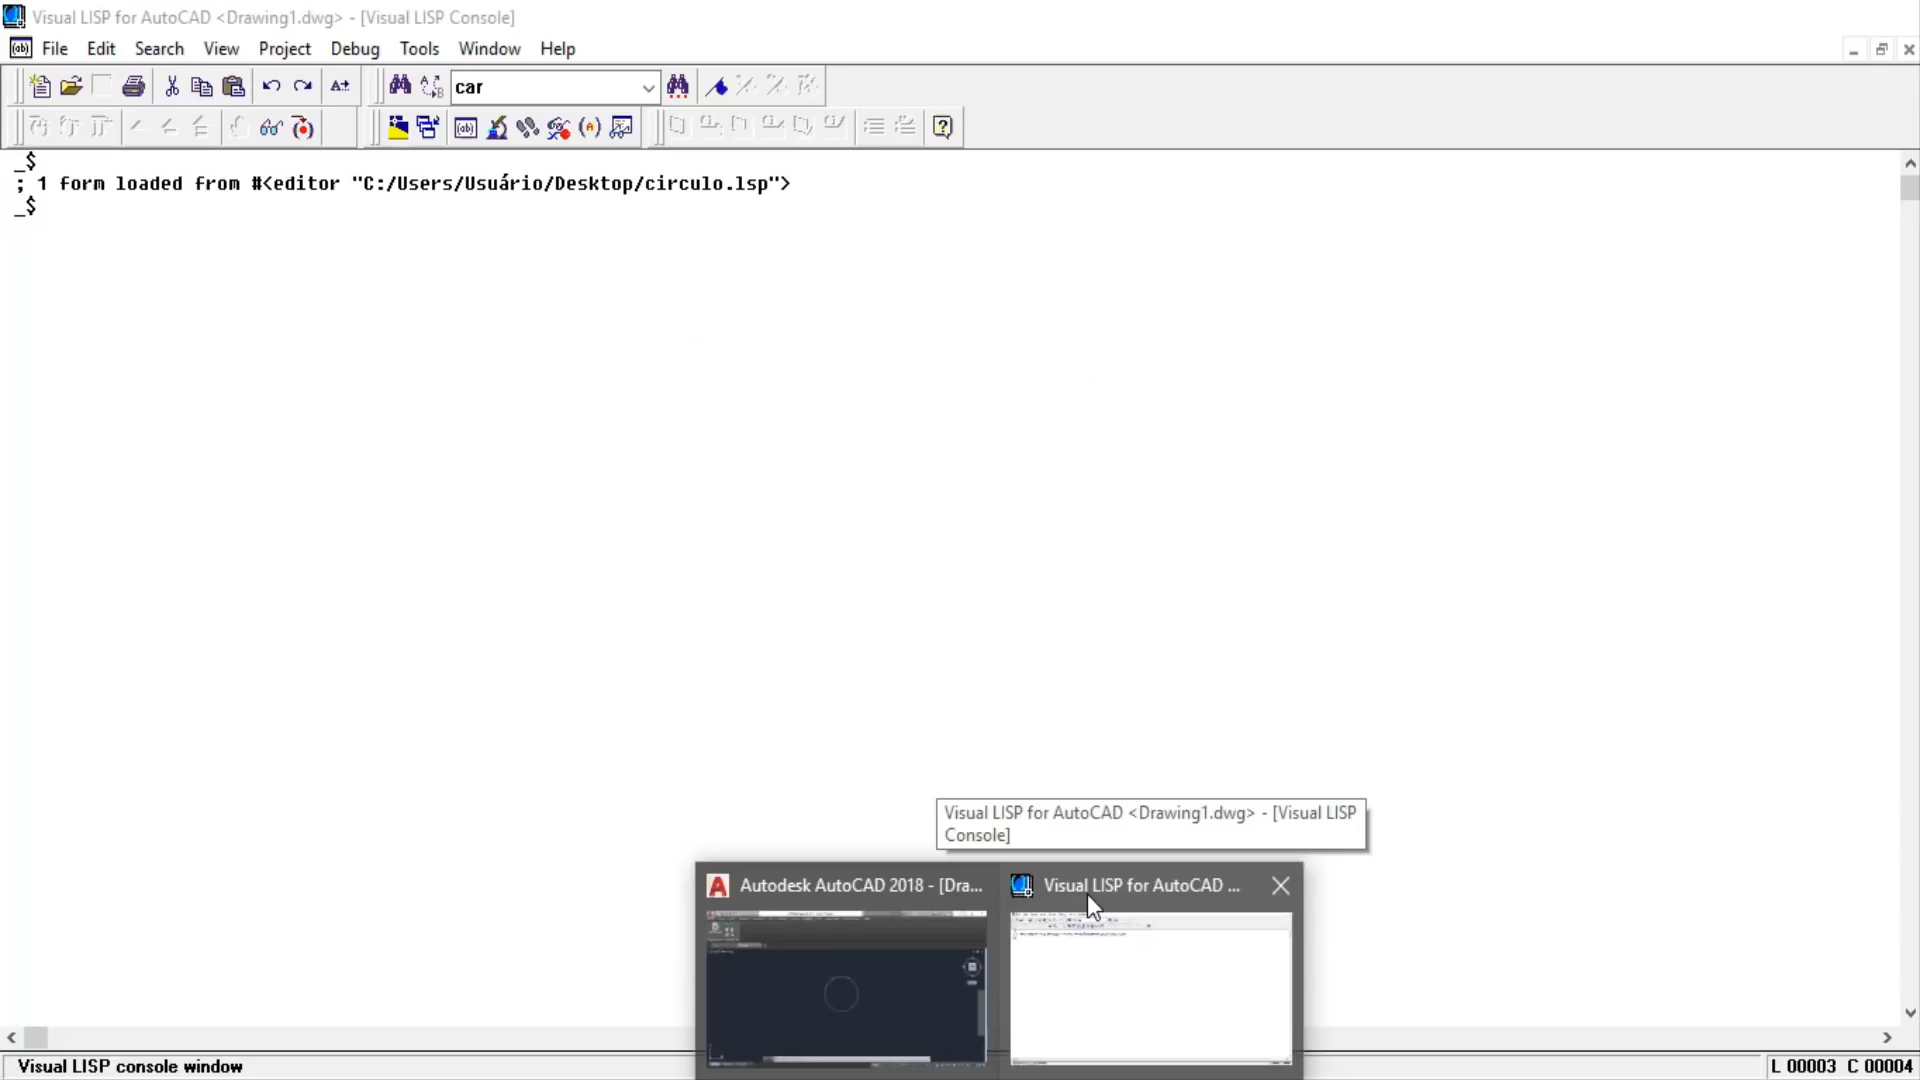 Visual LISP for AutoCAD <Drawing1.dwg> - [Visual LISP Console]
File Edit Search View Project Debug Tools Window Help
car
_$
; 1 form loaded from #<editor "C:/Users/Usuário/Desktop/circulo.lsp">
_$
Visual LISP for AutoCAD <Drawing1.dwg> - [Visual LISP
Console]
Autodesk AutoCAD 2018 - [Dra...
Visual LISP for AutoCAD ...
Visual LISP console window
L 00003 C 00004